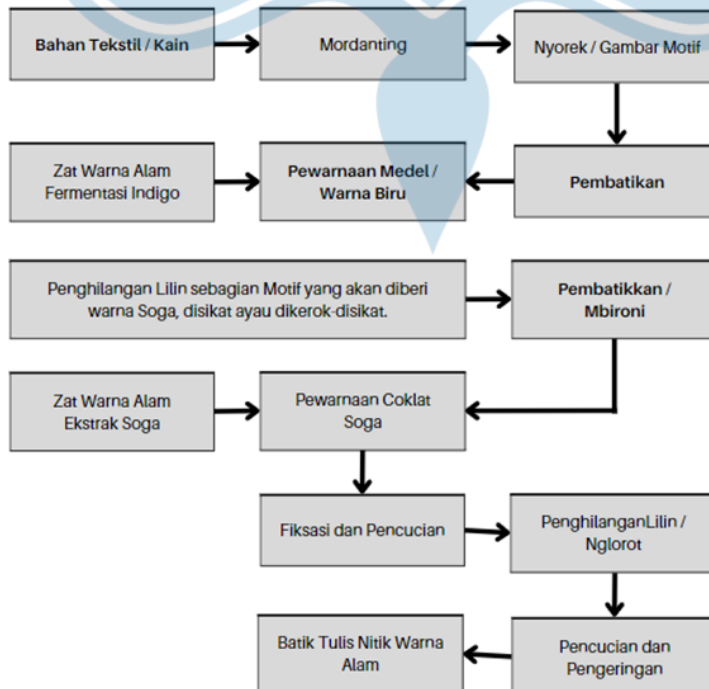 Bahan Tekstil / Kain
Mordanting
Nyorek / Gambar Motif
Zat Warna Alam
Fermentasi Indigo
Pewarnaan Medel /
Warna Biru
Pembatikan
Penghilangan Lilin sebagian Motif yang akan diberi
warna Soga, disikat ayau dikerok-disikat.
Pembatikkan /
Mbironi
Zat Warna Alam
Ekstrak Soga
Pewarnaan Coklat
Soga
Fiksasi dan Pencucian
PenghilanganLilin /
Nglorot
Batik Tulis Nitik Warna
Alam
Pencucian dan
Pengeringan